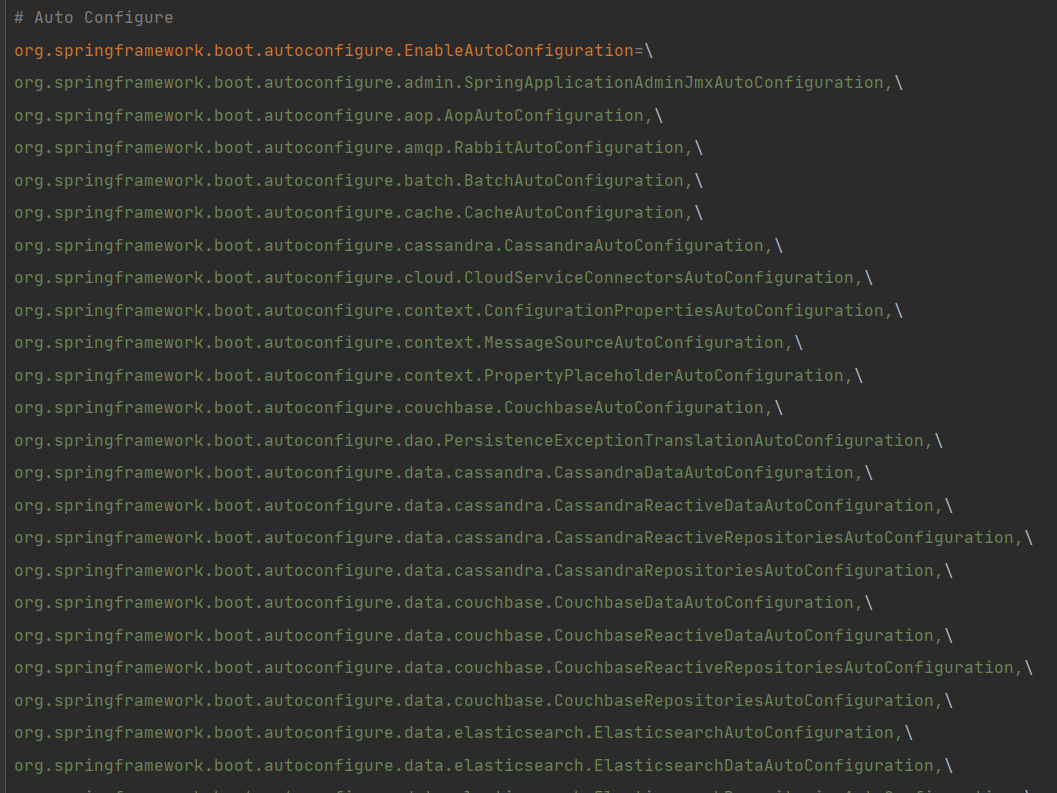 # Auto Configure
org.springframework.boot.autoconfigure.EnableAutoConfiguration=\
org.springframework.boot.autoconfigure.admin.SpringApplicationAdminJmxAutoConfiguration,\
org.springframework.boot.autoconfigure.aop.AopAutoConfiguration,\
org.springframework.boot.autoconfigure.amqp.RabbitAutoConfiguration,\
org.springframework.boot.autoconfigure.batch.BatchAutoConfiguration,\
org.springframework.boot.autoconfigure.cache.CacheAutoConfiguration,\
org.springframework.boot.autoconfigure.cassandra.CassandraAutoConfiguration,\
org.springframework.boot.autoconfigure.cloud.CloudServiceConnectorsAutoConfiguration,\
org.springframework.boot.autoconfigure.context.ConfigurationPropertiesAutoConfiguration,\
org.springframework.boot.autoconfigure.context.MessageSourceAutoConfiguration,\
org.springframework.boot.autoconfigure.context.PropertyPlaceholderAutoConfiguration,\
org.springframework.boot.autoconfigure.couchbase.CouchbaseAutoConfiguration,\
org.springframework.boot.autoconfigure.dao.PersistenceExceptionTranslationAutoConfiguration,\
org.springframework.boot.autoconfigure.data.cassandra.CassandraDataAutoConfiguration,\
org.springframework.boot.autoconfigure.data.cassandra.CassandraReactiveDataAutoConfiguration,\
org.springframework.boot.autoconfigure.data.cassandra.CassandraReactiveRepositoriesAutoConfiguration,\
org.springframework.boot.autoconfigure.data.cassandra.CassandraRepositoriesAutoConfiguration,\
org.springframework.boot.autoconfigure.data.couchbase.CouchbaseDataAutoConfiguration,\
org.springframework.boot.autoconfigure.data.couchbase.CouchbaseReactiveDataAutoConfiguration,\
org.springframework.boot.autoconfigure.data.couchbase.CouchbaseReactiveRepositoriesAutoConfiguration,\
org.springframework.boot.autoconfigure.data.couchbase.CouchbaseRepositoriesAutoConfiguration,\
org.springframework.boot.autoconfigure.data.elasticsearch.ElasticsearchAutoConfiguration,\
org.springframework.boot.autoconfigure.data.elasticsearch.ElasticsearchDataAutoConfiguration,\